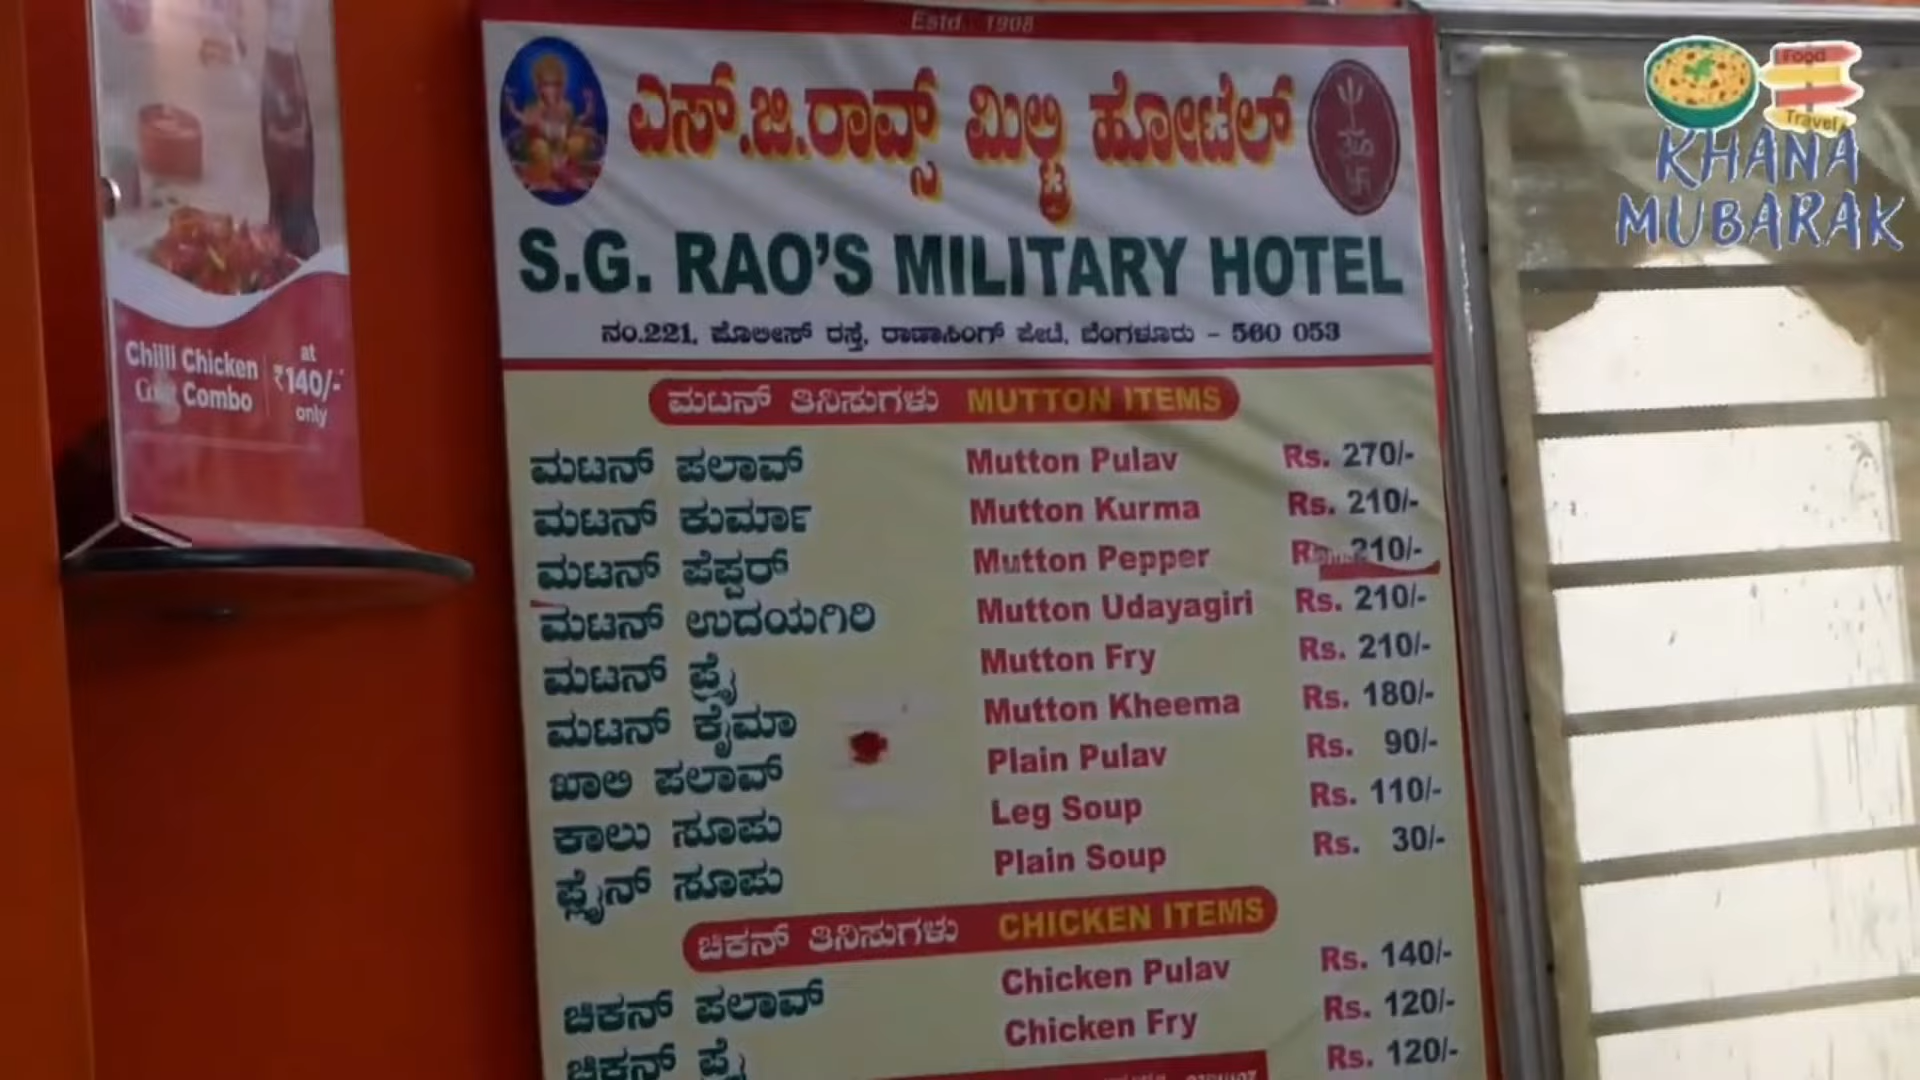 Estd.: 1908
ಎಸ್.ಜಿ.ರಾವ್ಸ್ ಮಿಲ್ಟ್ರಿ ಹೋಟೆಲ್
S.G. RAO'S MILITARY HOTEL
ನಂ.221, ಪೊಲೀಸ್ ರಸ್ತೆ, ರಾಣಾಸಿಂಗ್ ಪೇಟೆ, ಬೆಂಗಳೂರು - 560 053
ಮಟನ್ ತಿನಿಸುಗಳು MUTTON ITEMS
ಮಟನ್ ಪಲಾವ್ Mutton Pulav Rs. 270/-
ಮಟನ್ ಕುರ್ಮಾ Mutton Kurma Rs. 210/-
ಮಟನ್ ಪೆಪ್ಪರ್ Mutton Pepper Rs. 210/-
ಮಟನ್ ಉದಯಗಿರಿ Mutton Udayagiri Rs. 210/-
ಮಟನ್ ಫ್ರೈ Mutton Fry Rs. 210/-
ಮಟನ್ ಕೈಮಾ Mutton Kheema Rs. 180/-
ಖಾಲಿ ಪಲಾವ್ Plain Pulav Rs. 90/-
ಕಾಲು ಸೂಪು Leg Soup Rs. 110/-
ಪ್ಲೈನ್ ಸೂಪು Plain Soup Rs. 30/-
ಚಿಕನ್ ತಿನಿಸುಗಳು CHICKEN ITEMS
ಚಿಕನ್ ಪಲಾವ್ Chicken Pulav Rs. 140/-
ಚಿಕನ್ ಫ್ರೈ Chicken Fry Rs. 120/-
Rs. 120/-
Chilli Chicken
Combo
at
₹140/-*
only
Food
Travel
KHANA
MUBARAK